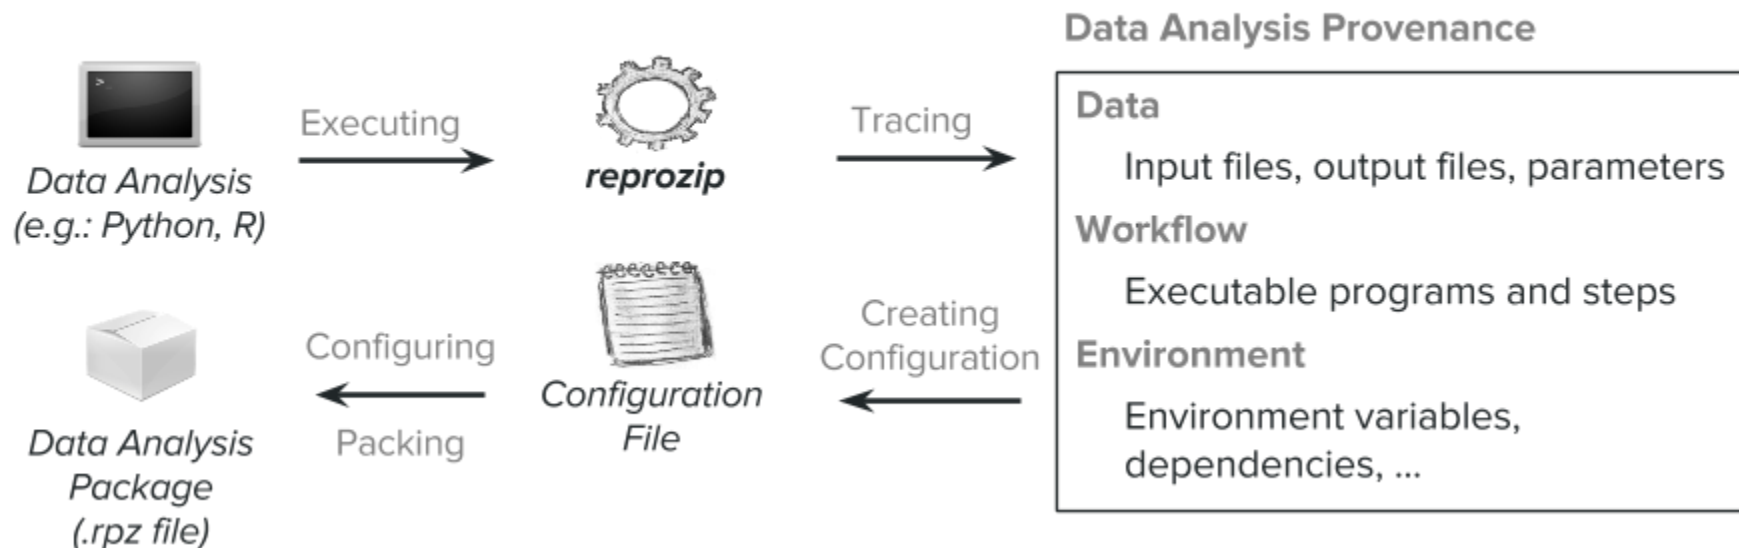 Data Analysis Provenance
>
Data Analysis
(e.g.: Python, R)
Executing
reprozip
Tracing
Data
Input files, output files, parameters
Workflow
Executable programs and steps
Environment
Environment variables,
dependencies, ...
Creating
Configuration
Configuration
File
Configuring
Packing
Data Analysis
Package
(.rpz file)